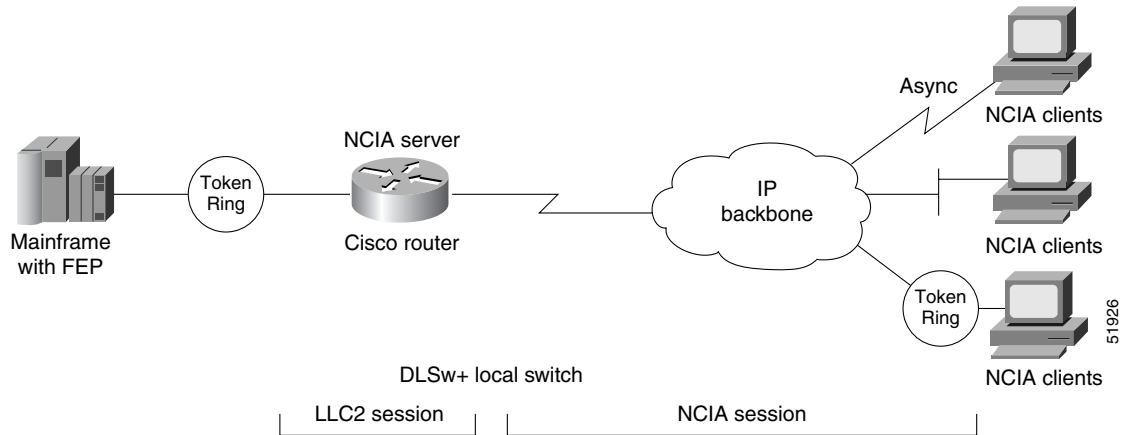 Async
NCIA clients
NCIA server
Token
Ring
Cisco router
Mainframe
with FEP
IP
backbone
NCIA clients
Token
Ring
NCIA clients
51926
DLSw+ local switch
LLC2 session
NCIA session